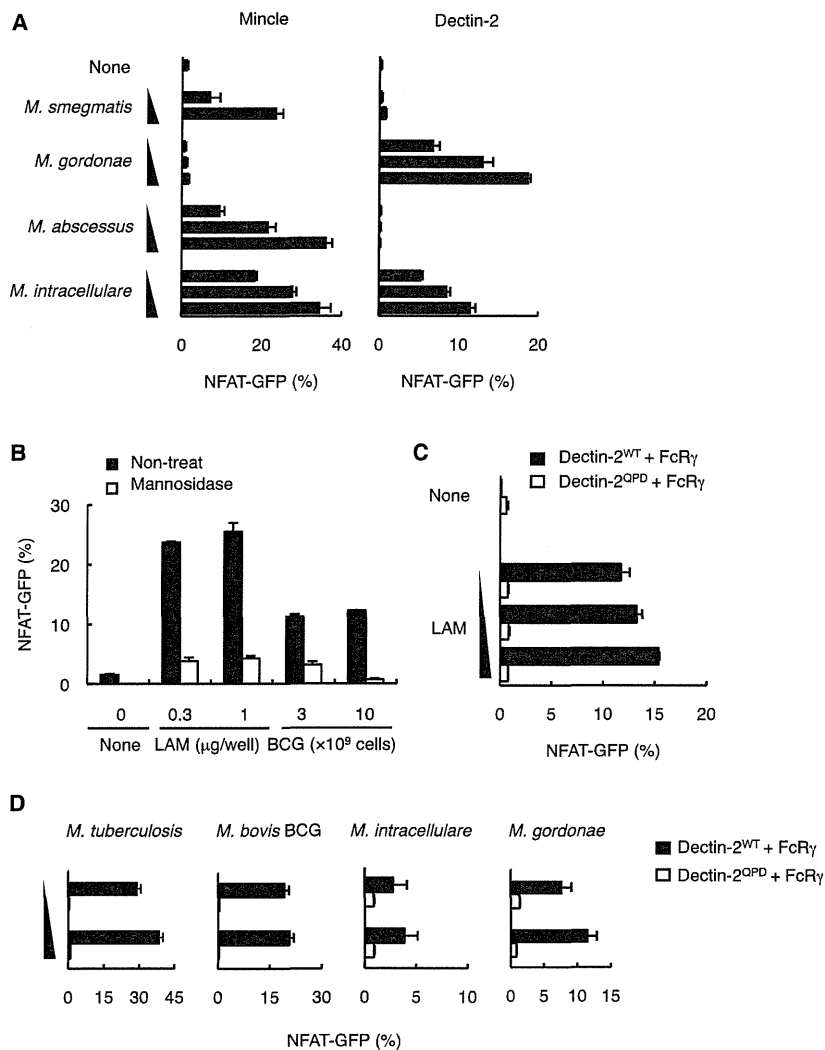 A
Mincle
Dectin-2
None
M. smegmatis
M. gordonae
M. abscessus
M. intracellulare
0 20 40
0 10 20
NFAT-GFP (%)
NFAT-GFP (%)
B
Non-treat
Mannosidase
NFAT-GFP (%)
30
20
10
0
0 0.3 1 3 10
None LAM (µg/well) BCG (×10⁹ cells)
C
Dectin-2ᵂᵀ + FcRγ
Dectin-2QPD + FcRγ
None
LAM
0 5 10 15 20
NFAT-GFP (%)
D
M. tuberculosis
M. bovis BCG
M. intracellulare
M. gordonae
Dectin-2ᵂᵀ + FcRγ
Dectin-2QPD + FcRγ
0 15 30 45
0 15 30
0 5 10
0 5 10 15
NFAT-GFP (%)